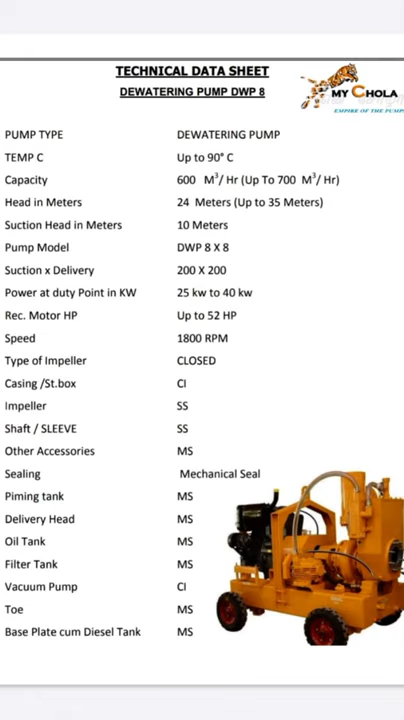 TECHNICAL DATA SHEET
DEWATERING PUMP DWP 8
MY CHOLA
EMPIRE OF THE PUMP
PUMP TYPE DEWATERING PUMP
TEMP C Up to 90° C
Capacity 600 M³/ Hr (Up To 700 M³/ Hr)
Head in Meters 24 Meters (Up to 35 Meters)
Suction Head in Meters 10 Meters
Pump Model DWP 8 X 8
Suction x Delivery 200 X 200
Power at duty Point in KW 25 kw to 40 kw
Rec. Motor HP Up to 52 HP
Speed 1800 RPM
Type of Impeller CLOSED
Casing /St.box CI
Impeller SS
Shaft / SLEEVE SS
Other Accessories MS
Sealing Mechanical Seal
Piming tank MS
Delivery Head MS
Oil Tank MS
Filter Tank MS
Vacuum Pump CI
Toe MS
Base Plate cum Diesel Tank MS